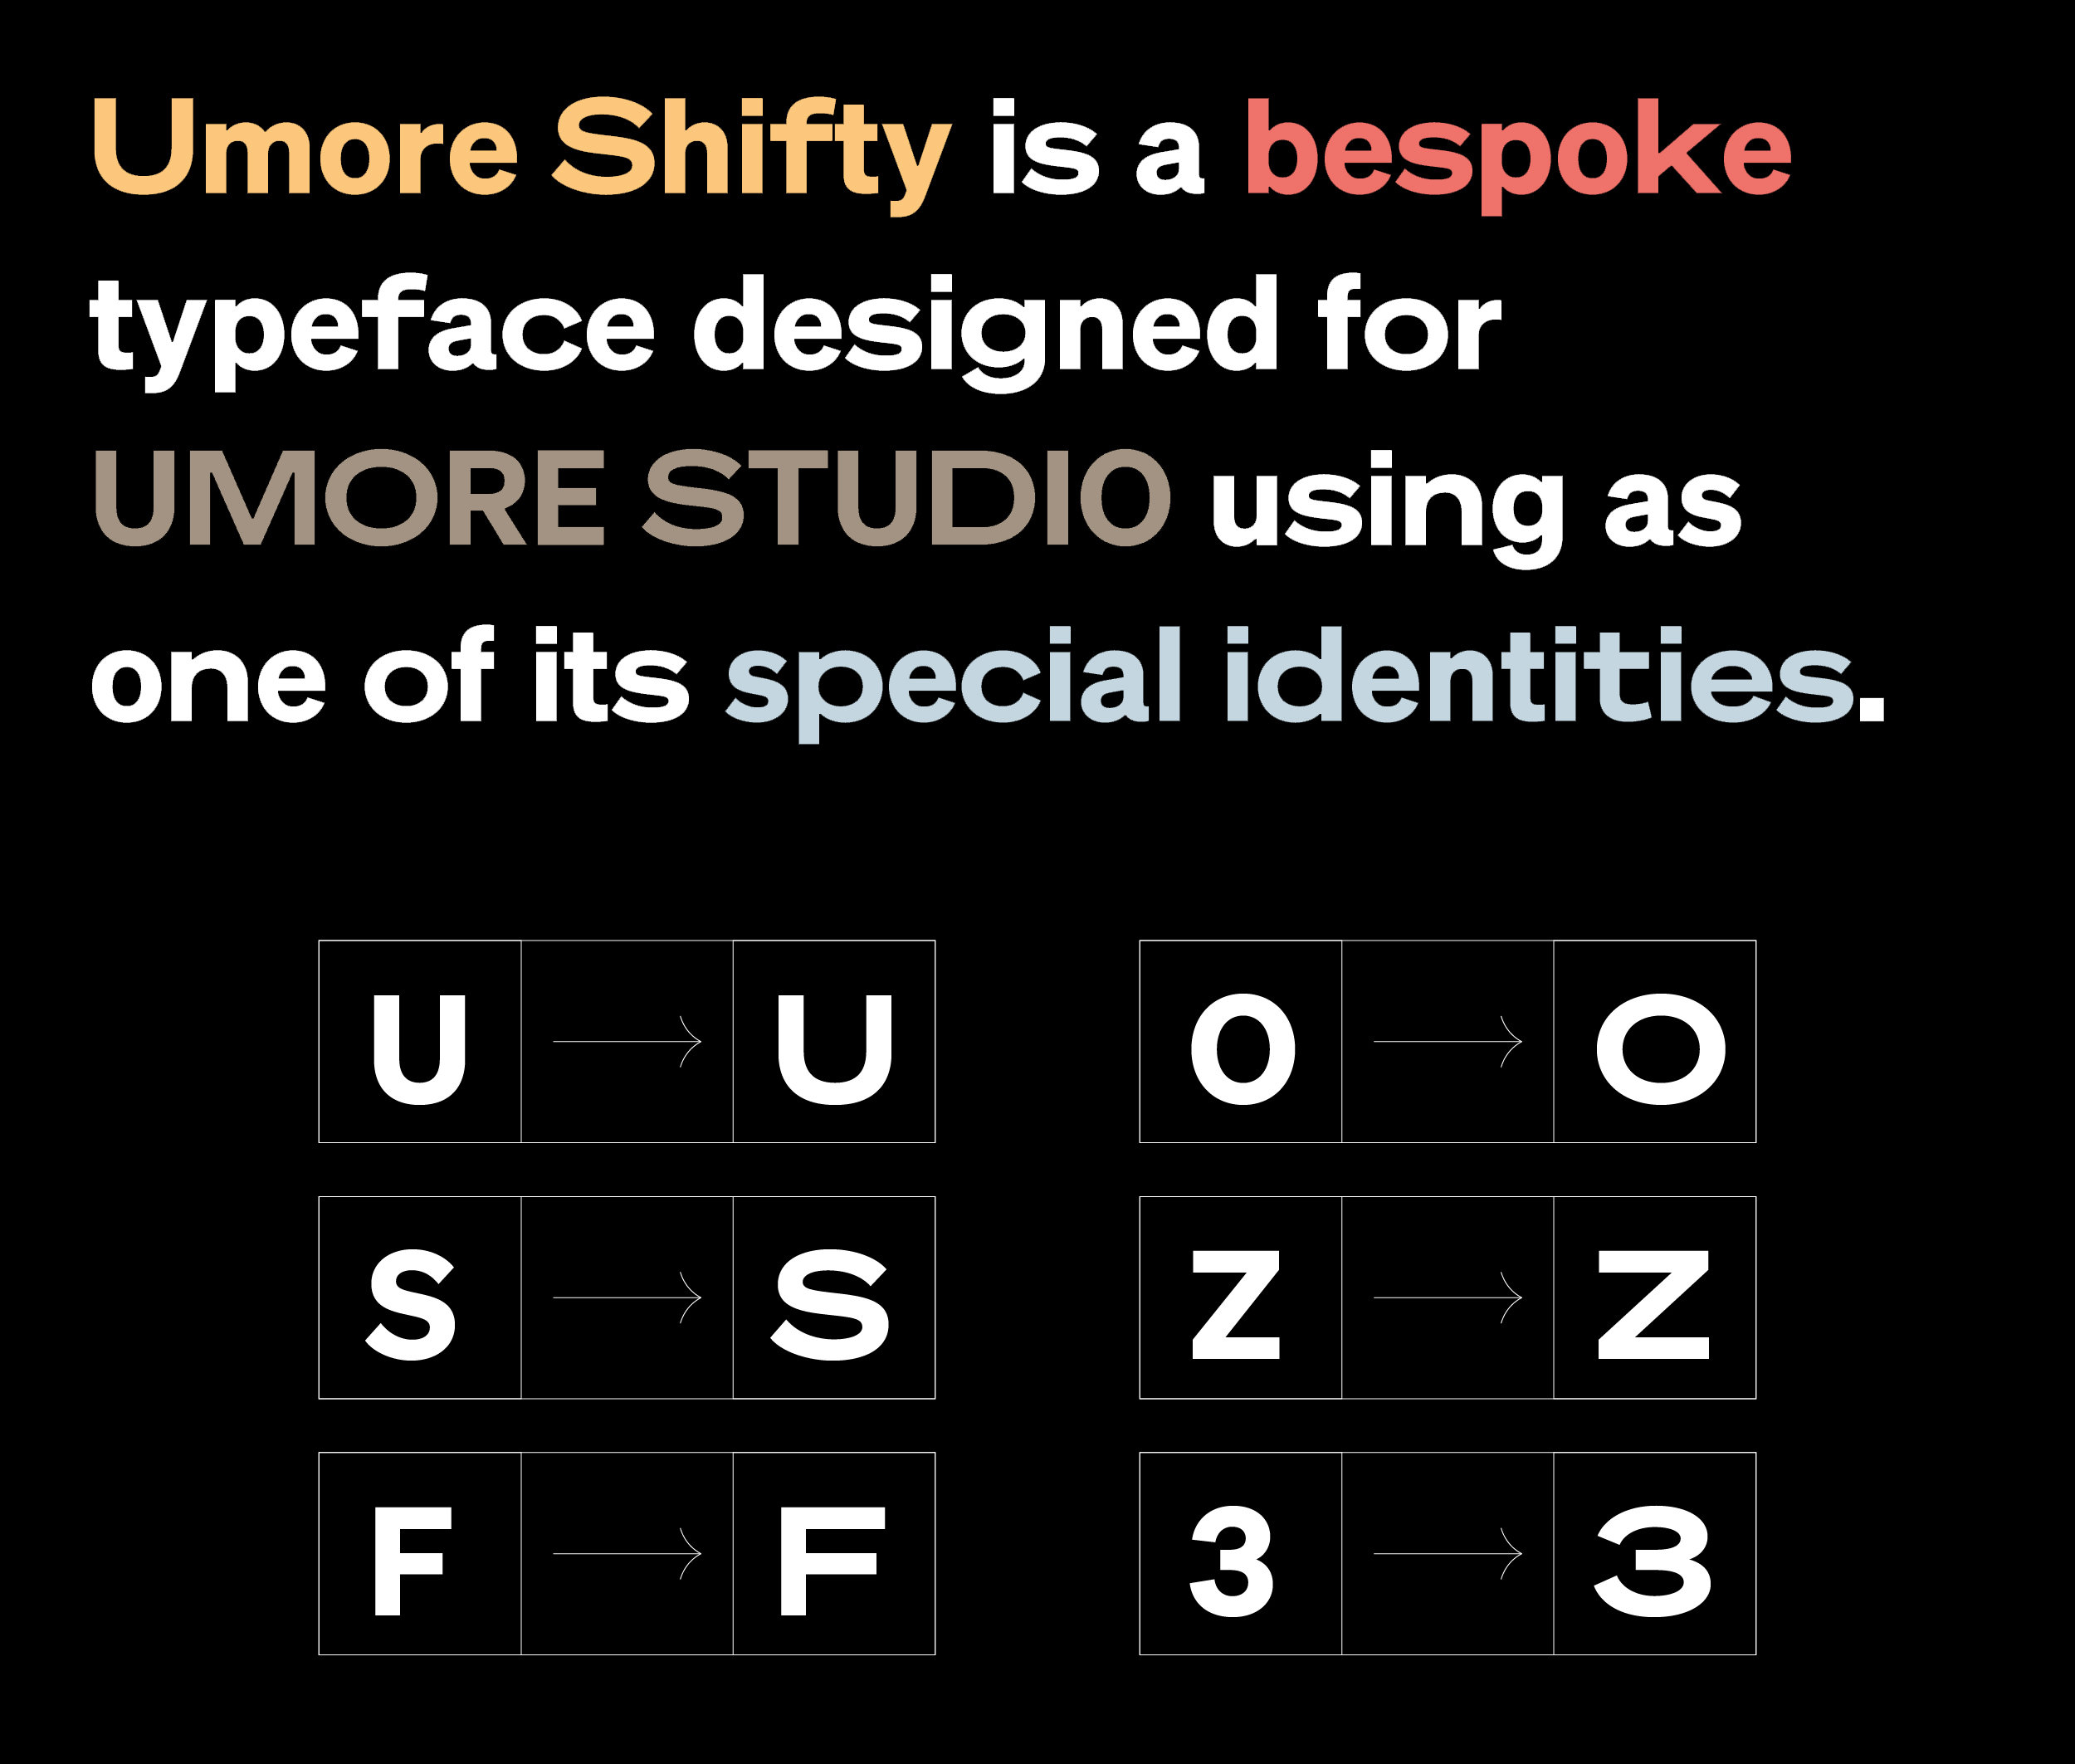 Umore Shifty is a bespoke
typeface designed for
UMORE STUDIO using as
one of its special identities.
U → U O → O
S → S Z → Z
F → F 3 → 3